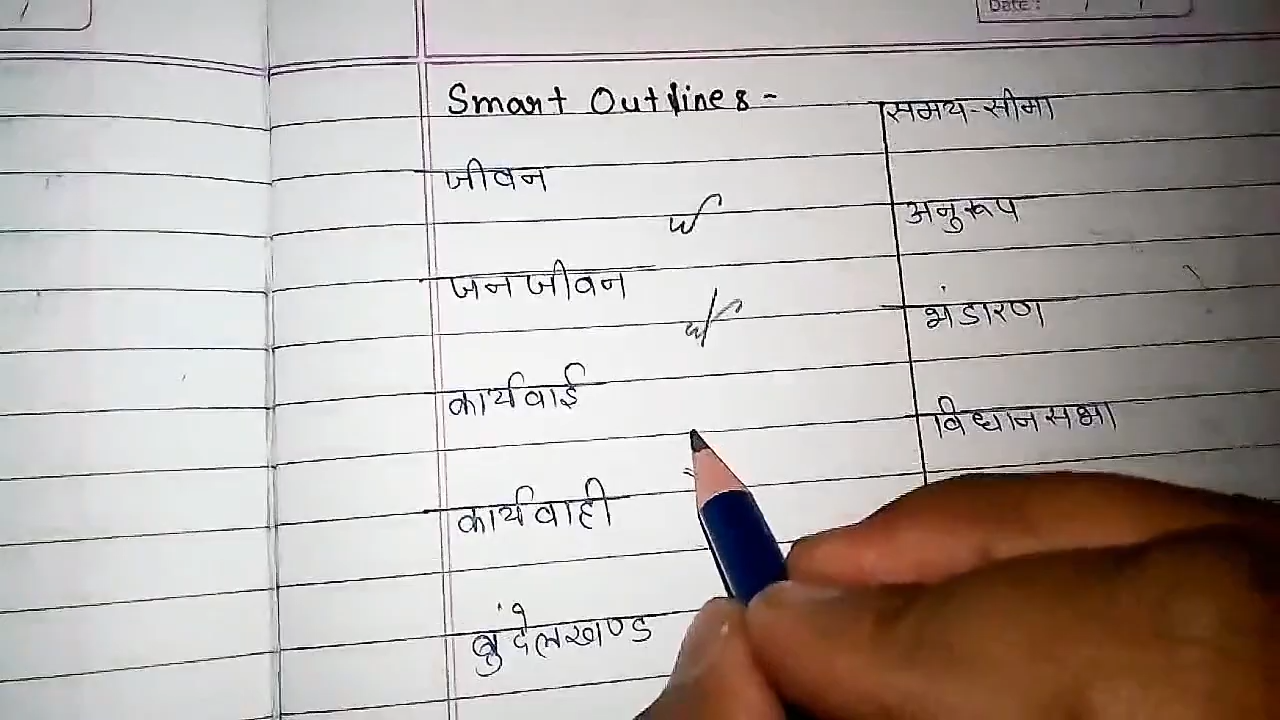 Date :
Smart Outlines -
जीवन
जनजीवन
कार्यवाई
कार्यवाही
बुंदेलखण्ड
समय-सीमा
अनुरूप
भंडारण
विधानसभा